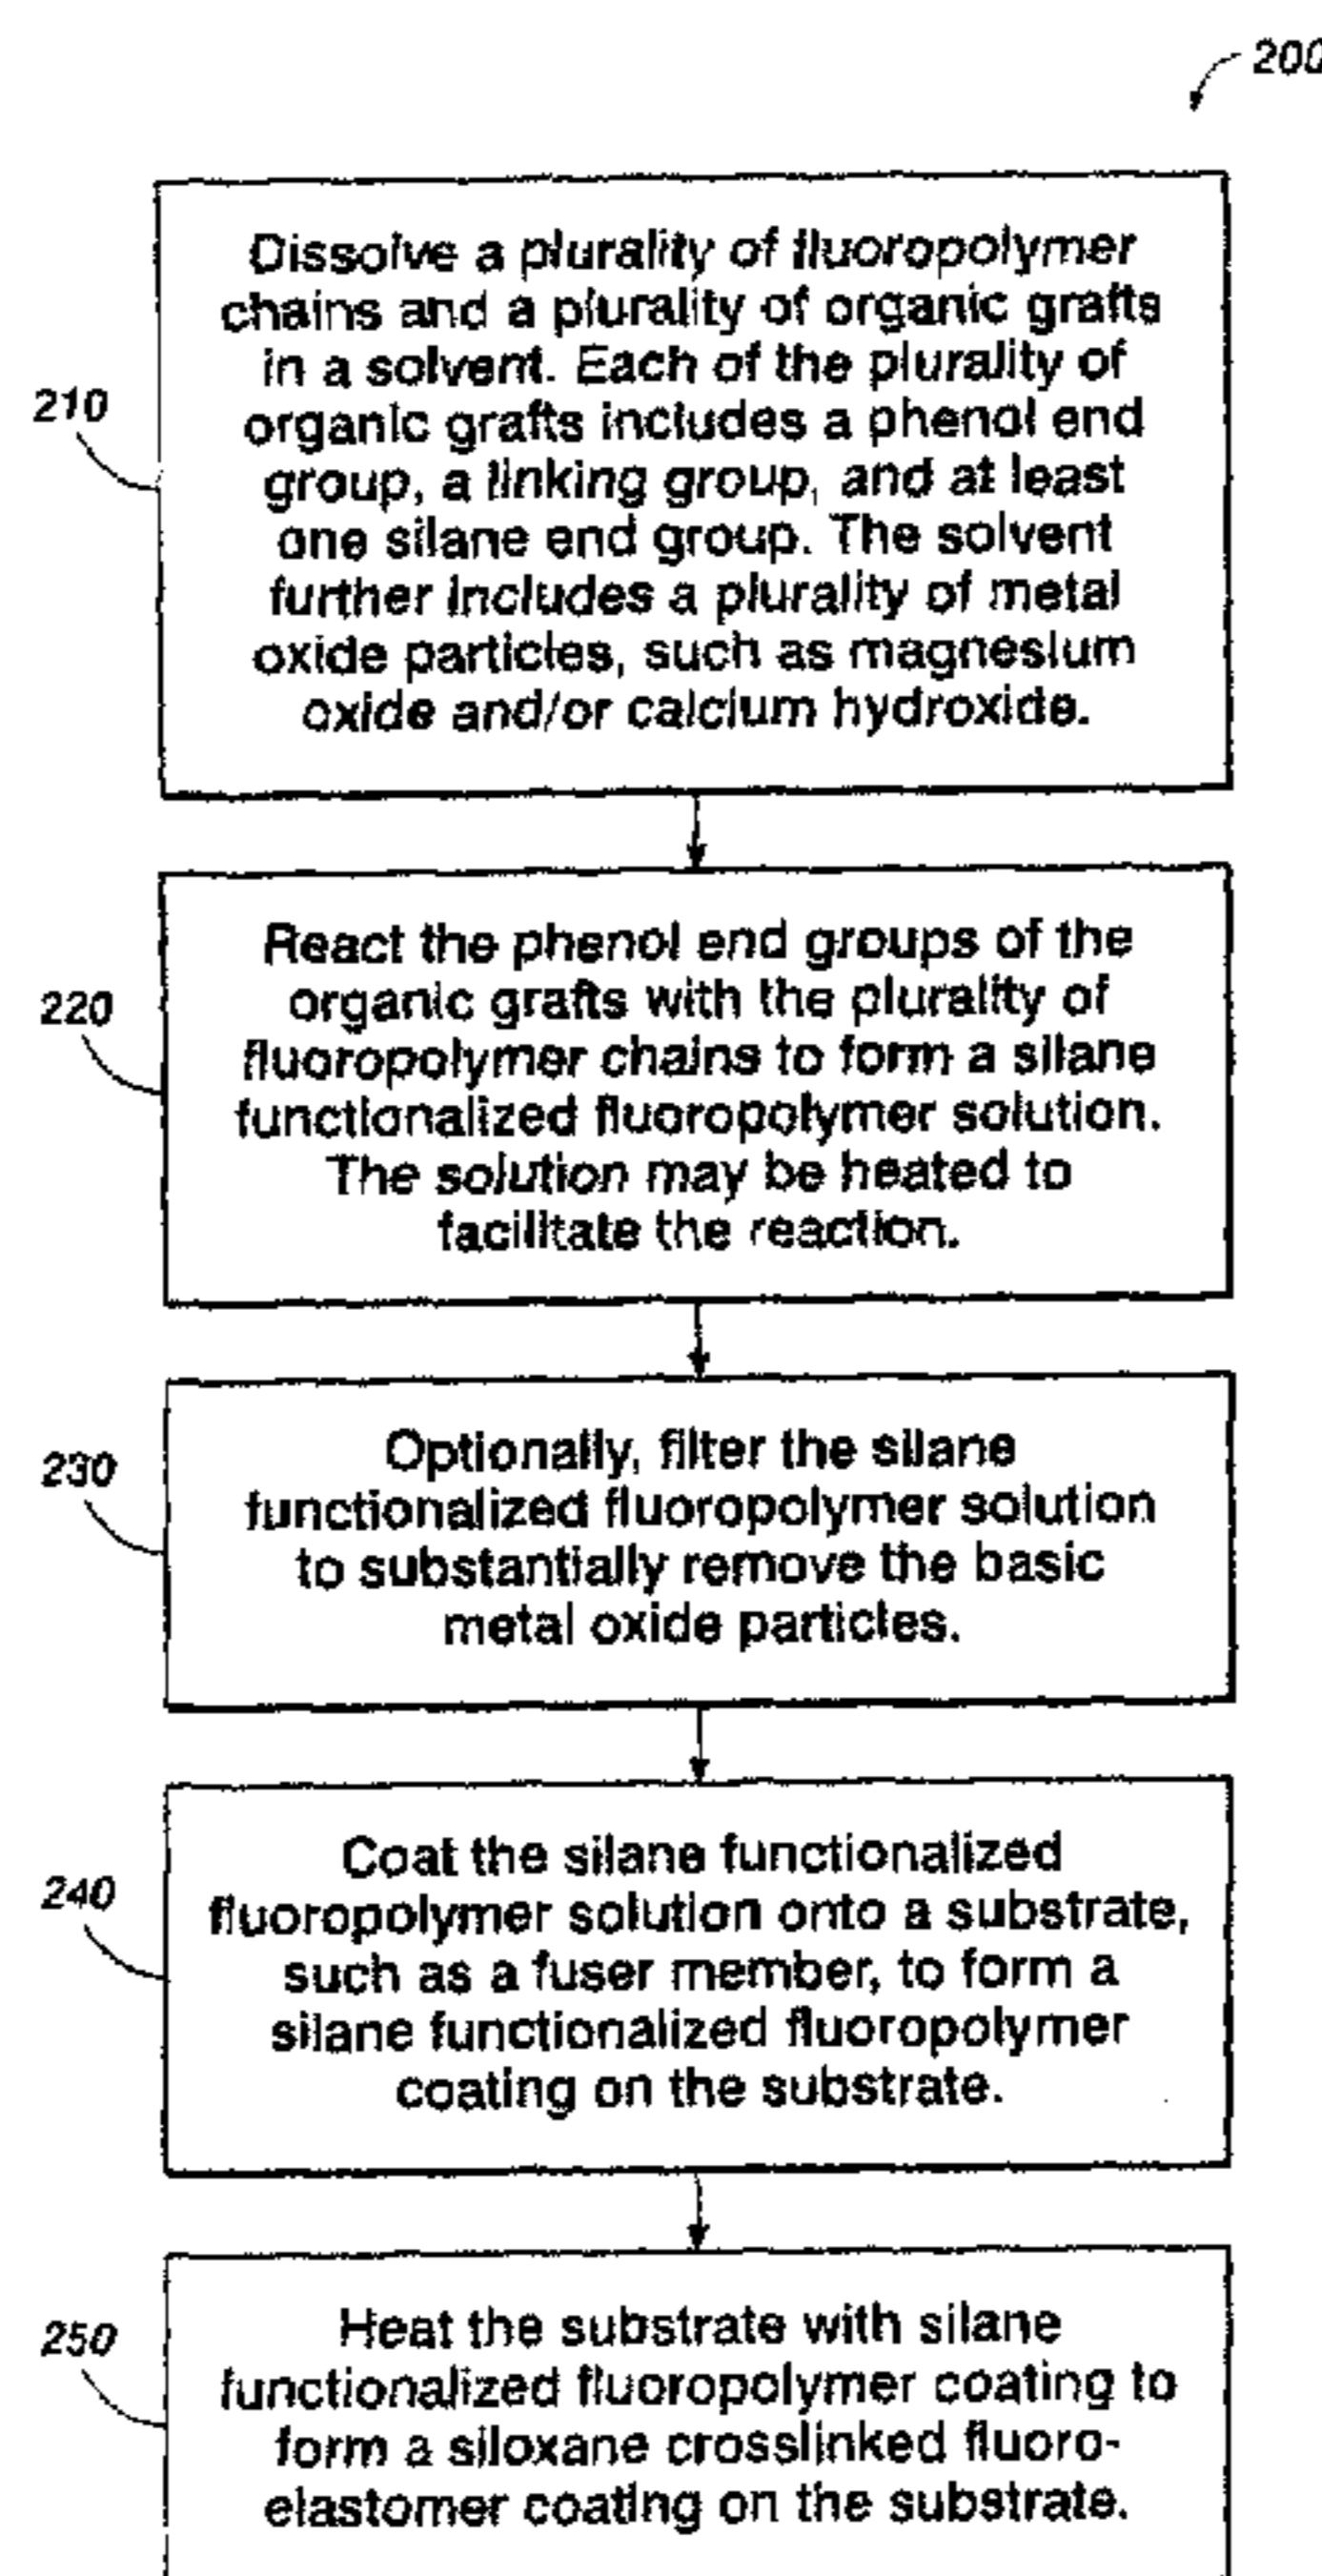 200
Dissolve a plurality of fluoropolymer
chains and a plurality of organic grafts
in a solvent. Each of the plurality of
organic grafts includes a phenol end
group, a linking group, and at least
one silane end group. The solvent
further includes a plurality of metal
oxide particles, such as magnesium
oxide and/or calcium hydroxide.
210
React the phenol end groups of the
organic grafts with the plurality of
fluoropolymer chains to form a silane
functionalized fluoropolymer solution.
The solution may be heated to
facilitate the reaction.
220
Optionally, filter the silane
functionalized fluoropolymer solution
to substantially remove the basic
metal oxide particles.
230
Coat the silane functionalized
fluoropolymer solution onto a substrate,
such as a fuser member, to form a
silane functionalized fluoropolymer
coating on the substrate.
240
Heat the substrate with silane
functionalized fluoropolymer coating to
form a siloxane crosslinked fluoro-
elastomer coating on the substrate.
250